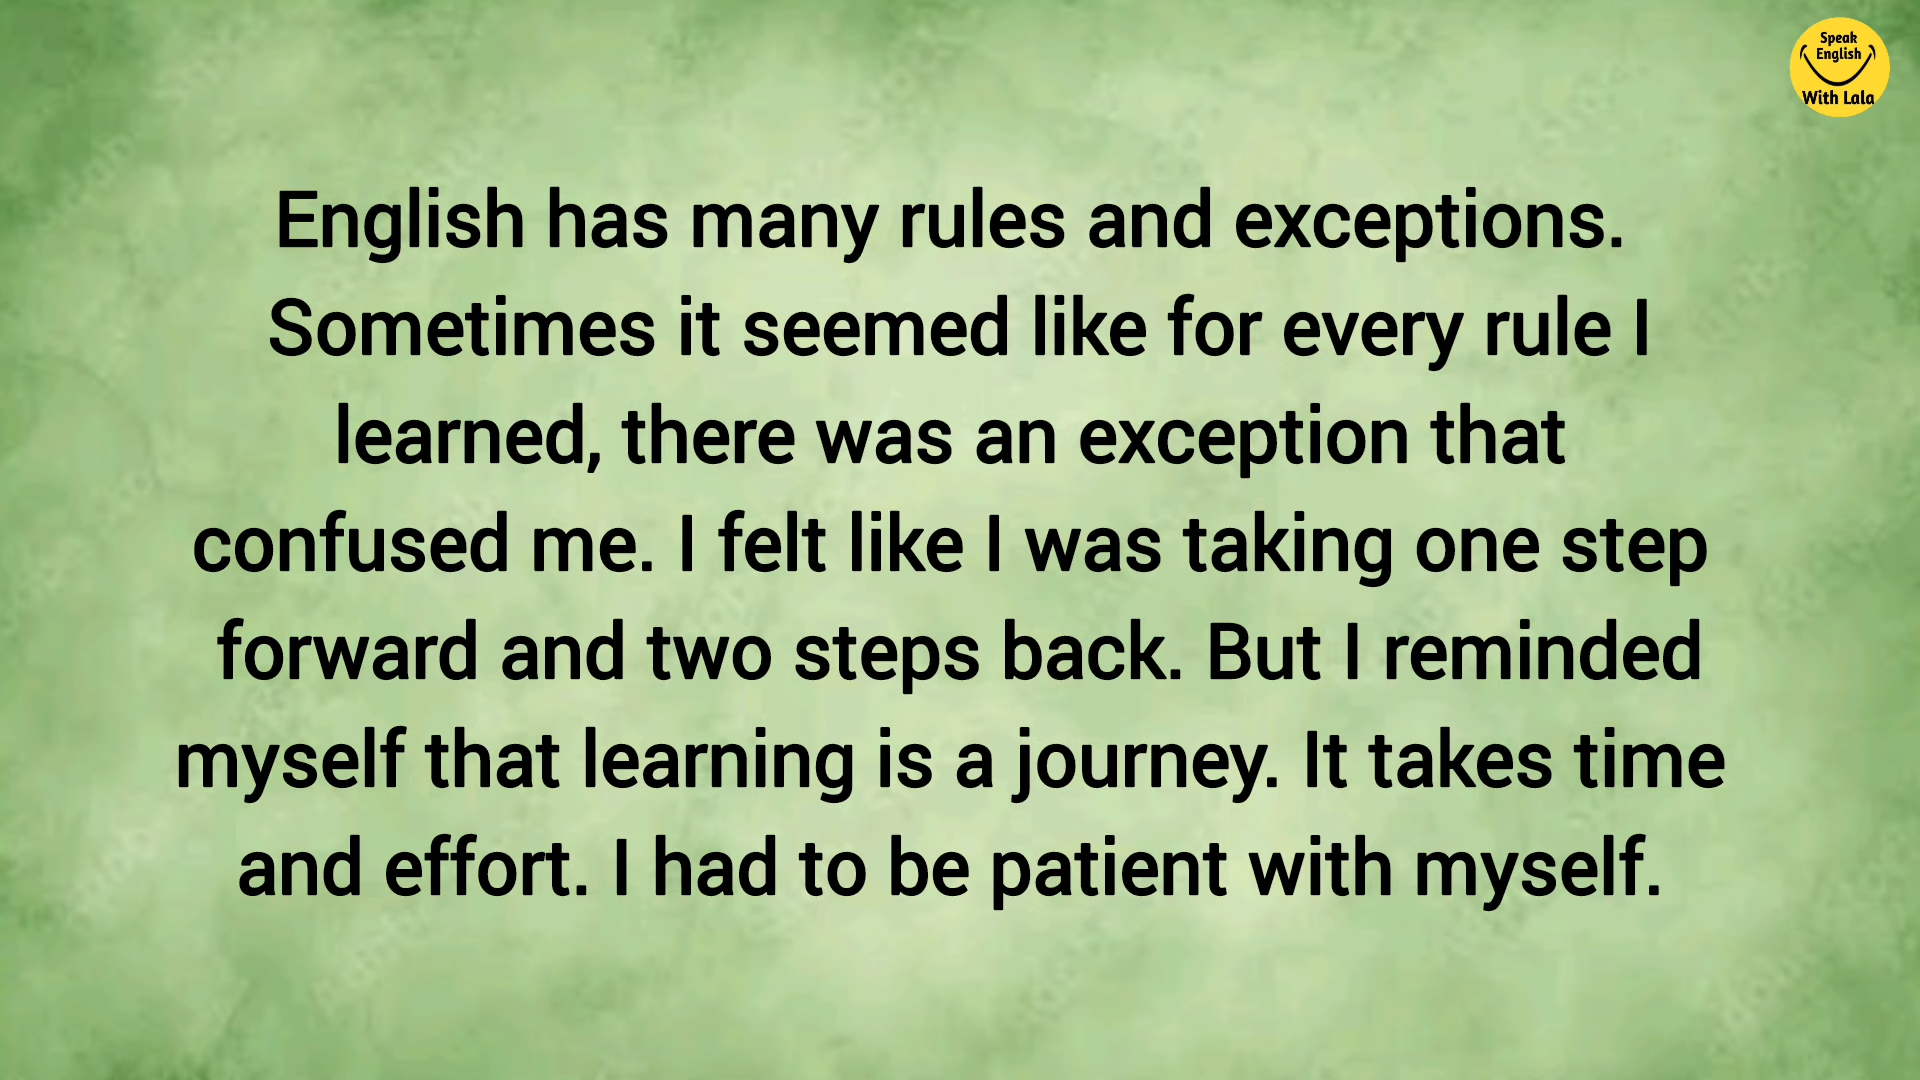 Speak
English
With Lala
English has many rules and exceptions.
Sometimes it seemed like for every rule I
learned, there was an exception that
confused me. I felt like I was taking one step
forward and two steps back. But I reminded
myself that learning is a journey. It takes time
and effort. I had to be patient with myself.